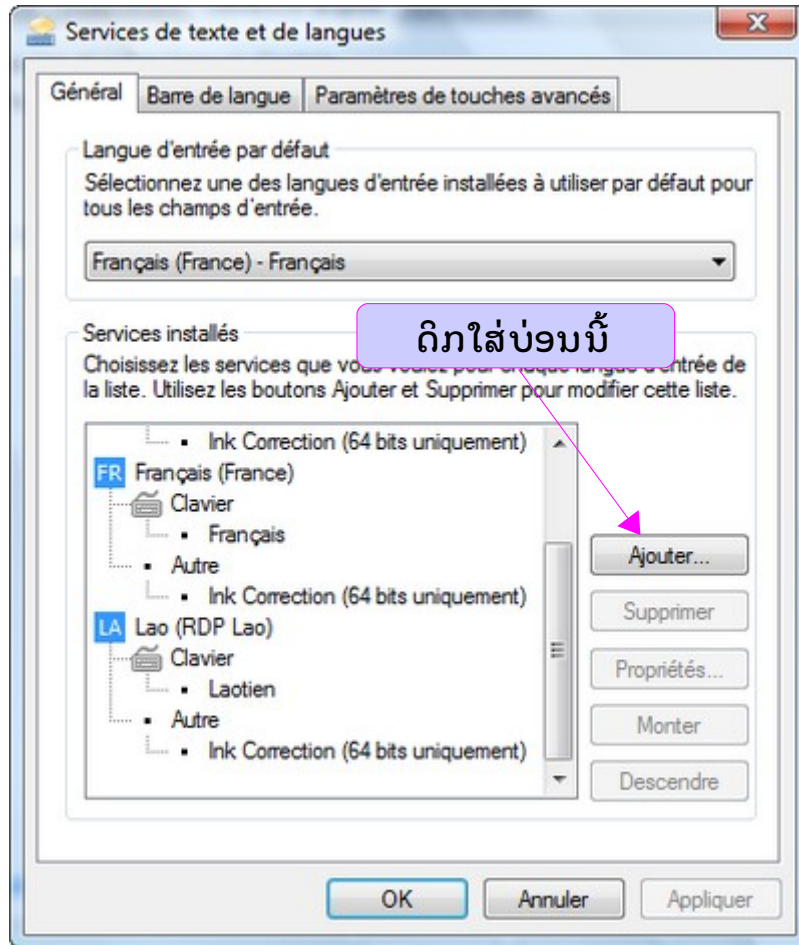 Services de texte et de langues
Général
Barre de langue
Paramètres de touches avancés
Langue d'entrée par défaut
Sélectionnez une des langues d'entrée installées à utiliser par défaut pour
tous les champs d'entrée.
Français (France) - Français
Services installés
ດິກໃສ່ບ່ອນນີ້
Choisissez les services que vous voulez pour chaque langue d'entrée de
la liste. Utilisez les boutons Ajouter et Supprimer pour modifier cette liste.
Ink Correction (64 bits uniquement)
FR Français (France)
Clavier
Français
Autre
Ink Correction (64 bits uniquement)
LA Lao (RDP Lao)
Clavier
Laotien
Autre
Ink Correction (64 bits uniquement)
Ajouter...
Supprimer
Propriétés...
Monter
Descendre
OK
Annuler
Appliquer